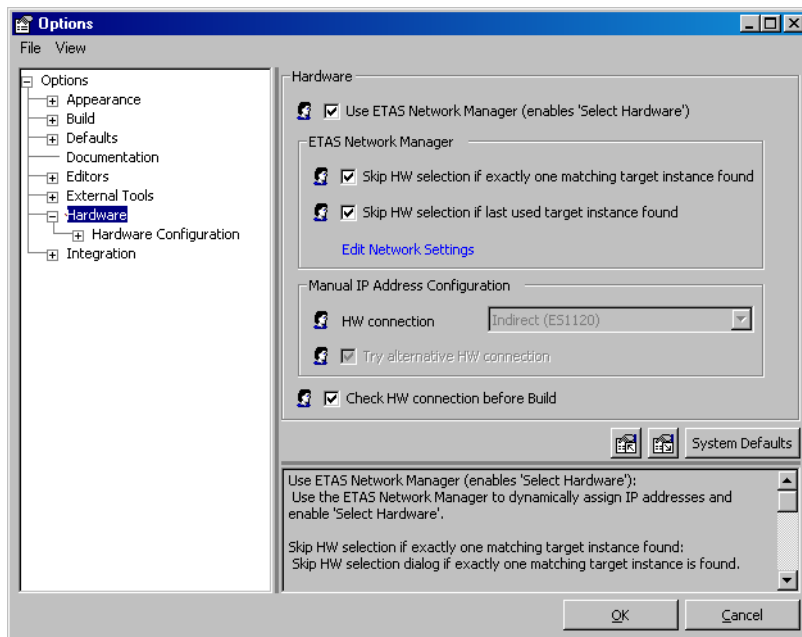 Options
File View
Options
Appearance
Build
Defaults
Documentation
Editors
External Tools
Hardware
Hardware Configuration
Integration
Hardware
Use ETAS Network Manager (enables 'Select Hardware')
ETAS Network Manager
Skip HW selection if exactly one matching target instance found
Skip HW selection if last used target instance found
Edit Network Settings
Manual IP Address Configuration
HW connection
Indirect (ES1120)
Try alternative HW connection
Check HW connection before Build
System Defaults
Use ETAS Network Manager (enables 'Select Hardware'):
Use the ETAS Network Manager to dynamically assign IP addresses and
enable 'Select Hardware'.
Skip HW selection if exactly one matching target instance found:
Skip HW selection dialog if exactly one matching target instance is found.
OK
Cancel